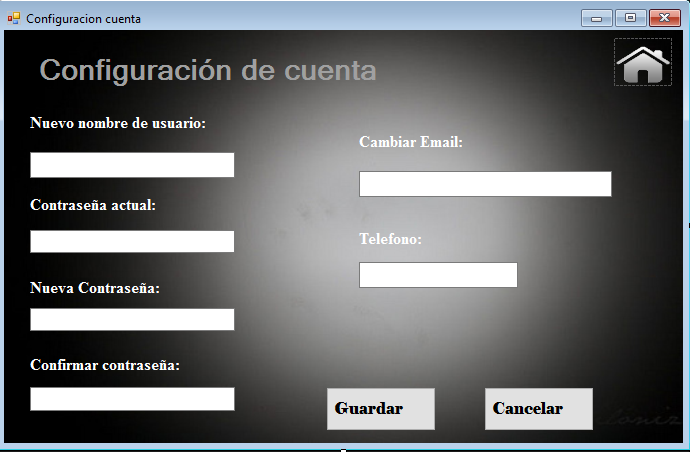 Configuracion cuenta
Configuración de cuenta
Nuevo nombre de usuario:
Contraseña actual:
Nueva Contraseña:
Confirmar contraseña:
Cambiar Email:
Telefono:
Guardar
Cancelar